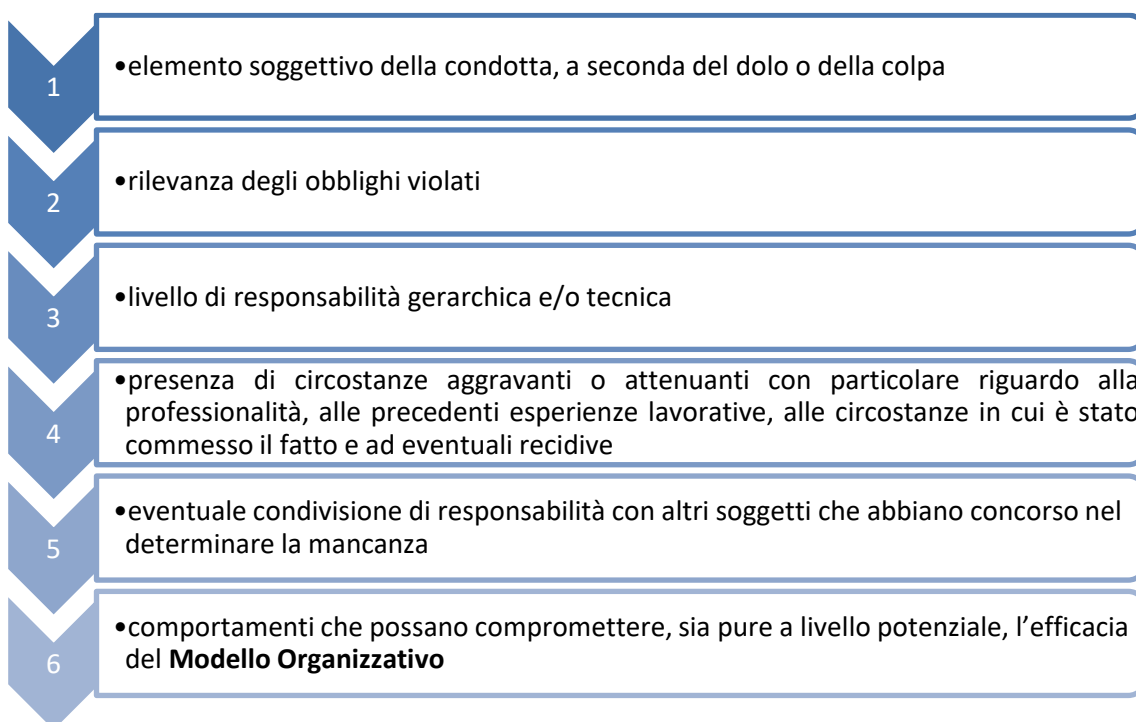 1
•elemento soggettivo della condotta, a seconda del dolo o della colpa
2
•rilevanza degli obblighi violati
3
•livello di responsabilità gerarchica e/o tecnica
4
•presenza di circostanze aggravanti o attenuanti con particolare riguardo alla
professionalità, alle precedenti esperienze lavorative, alle circostanze in cui è stato
commesso il fatto e ad eventuali recidive
5
•eventuale condivisione di responsabilità con altri soggetti che abbiano concorso nel
determinare la mancanza
6
•comportamenti che possano compromettere, sia pure a livello potenziale, l’efficacia
del Modello Organizzativo